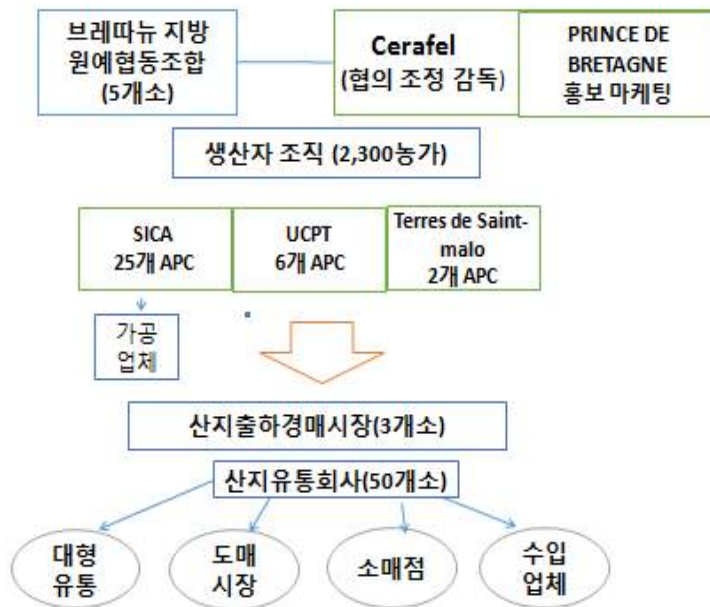 브레따뉴 지방
원예협동조합
(5개소)
Cerafel
(협의 조정 감독)
PRINCE DE
BRETAGNE
홍보 마케팅
생산자 조직 (2,300농가)
SICA
25개 APC
UCPT
6개 APC
Terres de Saint-
malo
2개 APC
가공
업체
산지출하경매시장(3개소)
산지유통회사(50개소)
대형
유통
도매
시장
소매점
수입
업체